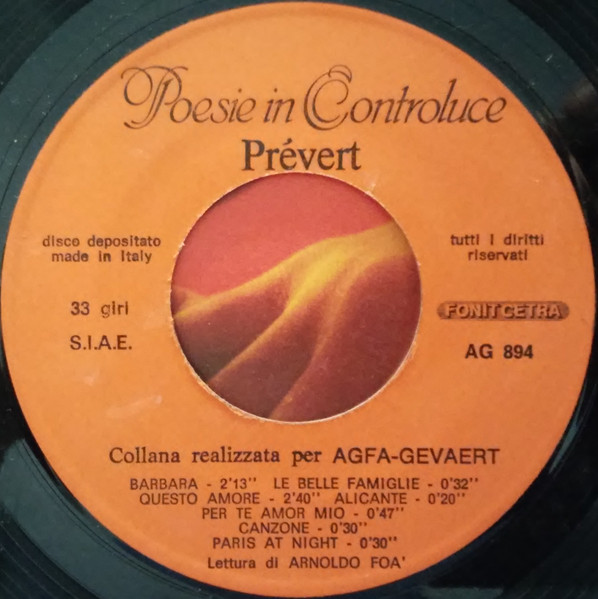 Poesie in Controluce
Prévert
disco depositato
made in Italy
tutti i diritti
riservati
33 giri
S.I.A.E.
FONIT CETRA
AG 894
Collana realizzata per AGFA-GEVAERT
BARBARA - 2'13" LE BELLE FAMIGLIE - 0'32"
QUESTO AMORE - 2'40" ALICANTE - 0'20"
PER TE AMOR MIO - 0'47"
CANZONE - 0'30"
PARIS AT NIGHT - 0'30"
Lettura di ARNOLDO FOA'